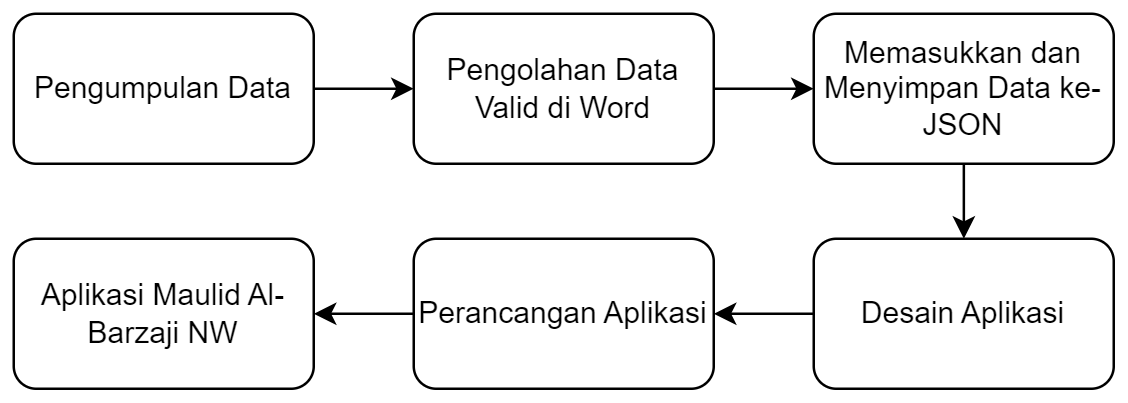 Pengumpulan Data
Pengolahan Data
Valid di Word
Memasukkan dan
Menyimpan Data ke-
JSON
Desain Aplikasi
Perancangan Aplikasi
Aplikasi Maulid Al-
Barzaji NW